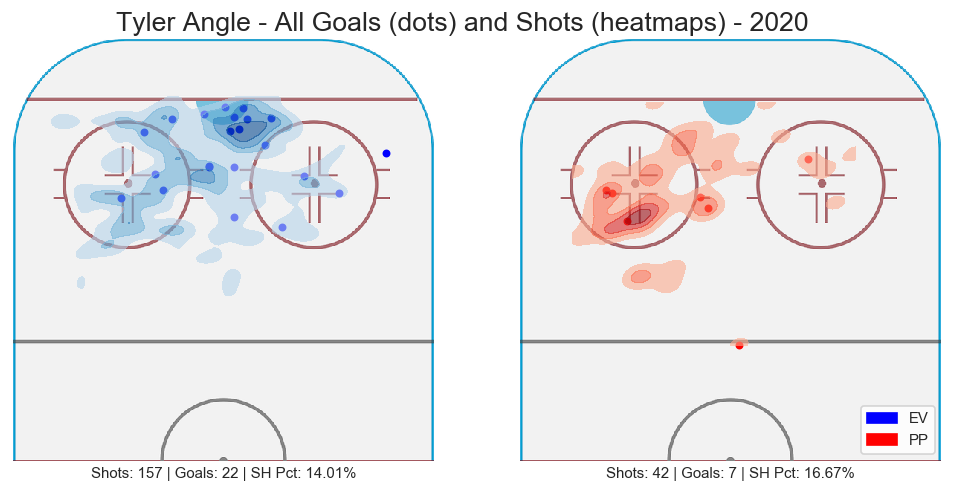 Tyler Angle - All Goals (dots) and Shots (heatmaps) - 2020
EV
PP
Shots: 157 | Goals: 22 | SH Pct: 14.01%
Shots: 42 | Goals: 7 | SH Pct: 16.67%